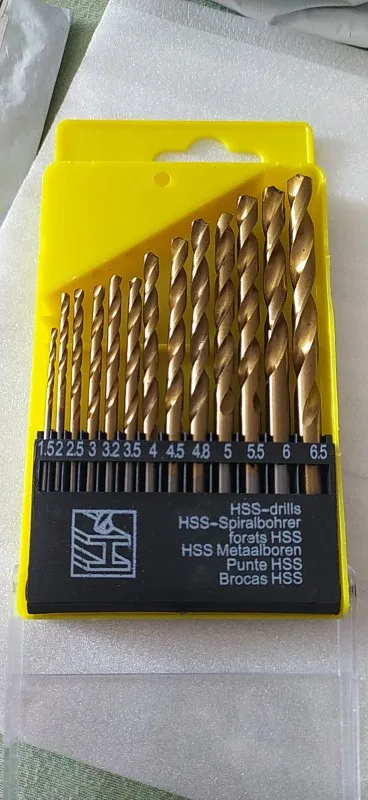 1.5 2 2.5 3 3.2 3.5 4 4.5 4.8 5 5.5 6 6.5
HSS-drills
HSS-Spiralbohrer
forets HSS
HSS Metaalboren
Punte HSS
Brocas HSS